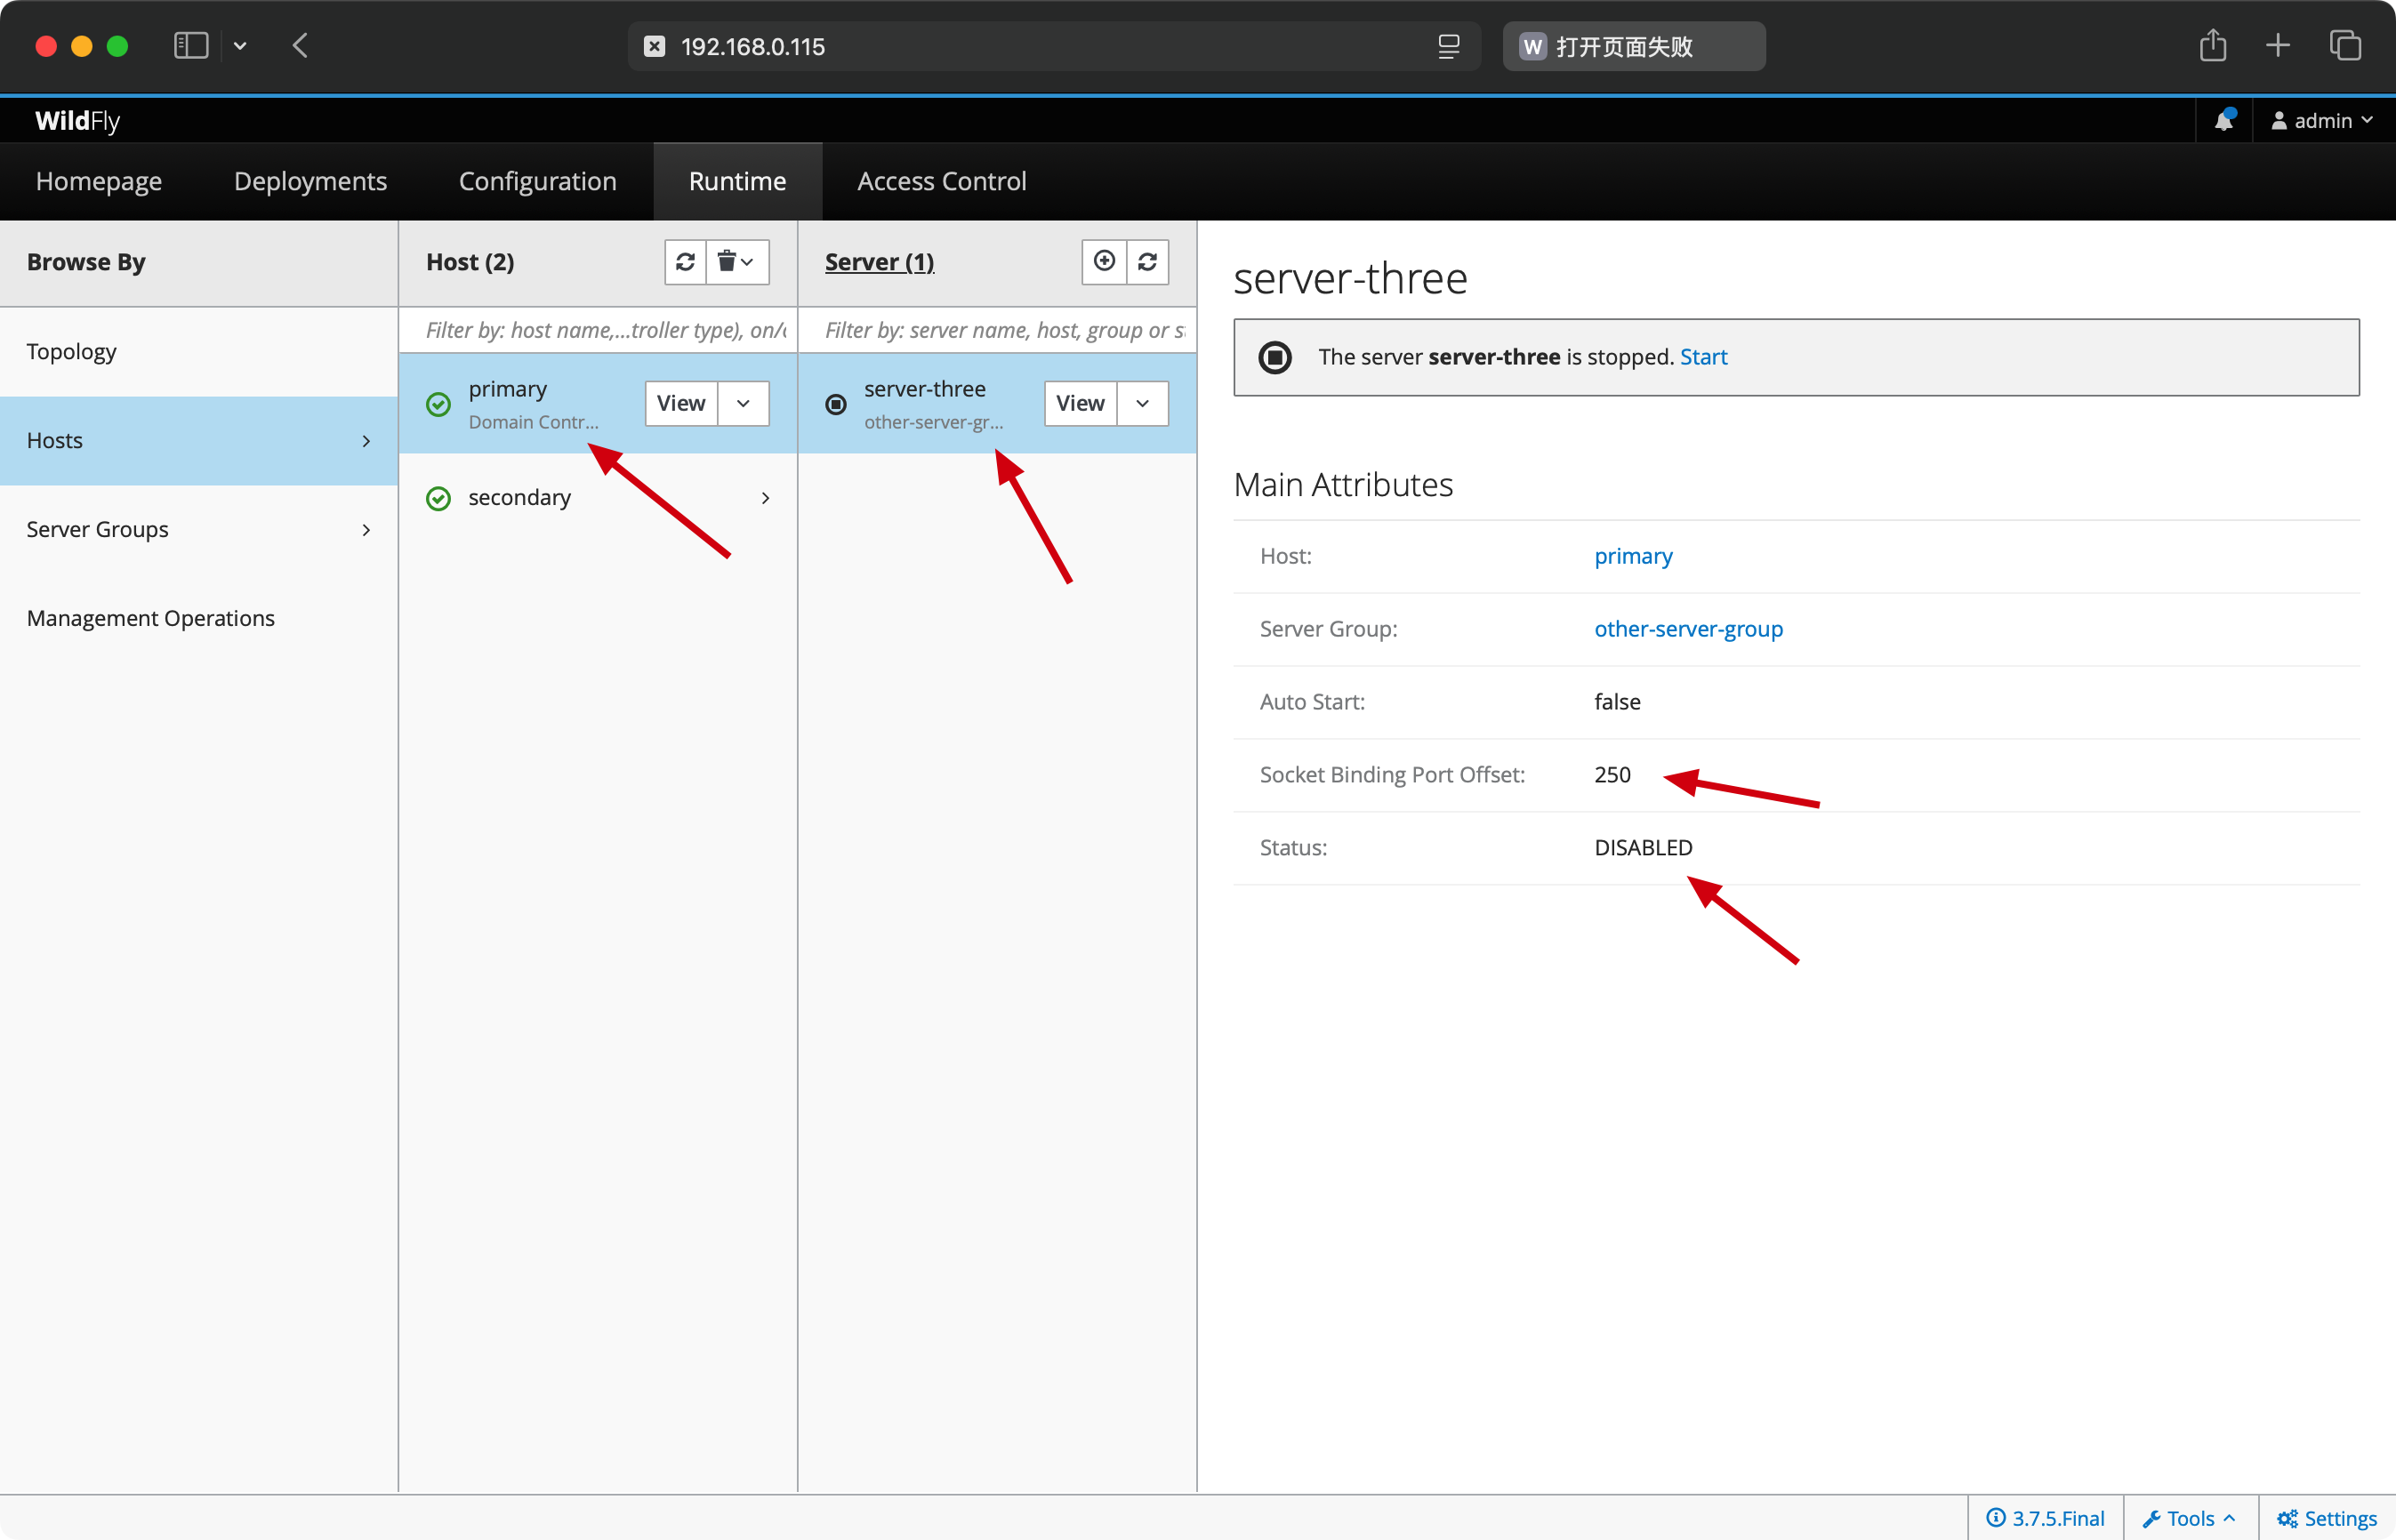 192.168.0.115
W 打开页面失败
WildFly
admin
Homepage
Deployments
Configuration
Runtime
Access Control
Browse By
Topology
Hosts
Server Groups
Management Operations
Host (2)
Filter by: host name,...troller type), on/
primary
Domain Contr...
View
secondary
Server (1)
Filter by: server name, host, group or s
server-three
other-server-gr...
View
server-three
The server server-three is stopped. Start
Main Attributes
Host: primary
Server Group: other-server-group
Auto Start: false
Socket Binding Port Offset: 250
Status: DISABLED
3.7.5.Final
Tools
Settings